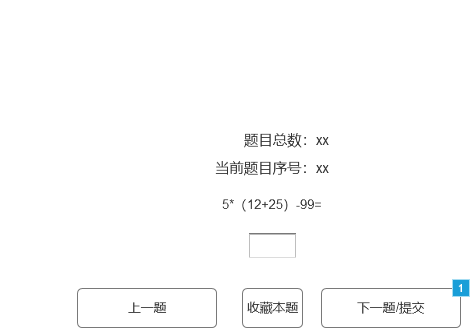 题目总数：xx
当前题目序号：xx
5*（12+25）-99=
1
上一题 收藏本题 下一题/提交